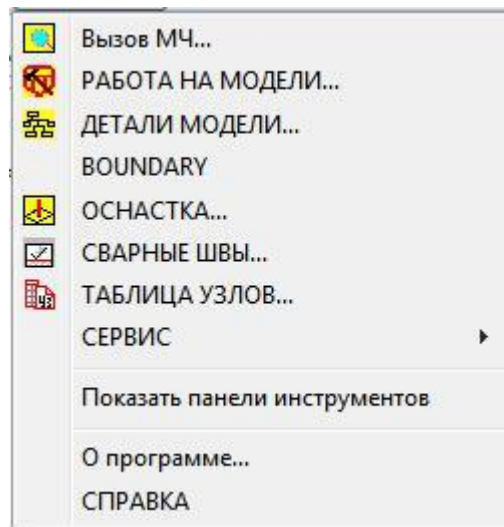 Вызов МЧ...
РАБОТА НА МОДЕЛИ...
ДЕТАЛИ МОДЕЛИ...
BOUNDARY
ОСНАСТКА...
СВАРНЫЕ ШВЫ...
ТАБЛИЦА УЗЛОВ...
СЕРВИС
Показать панели инструментов
О программе...
СПРАВКА